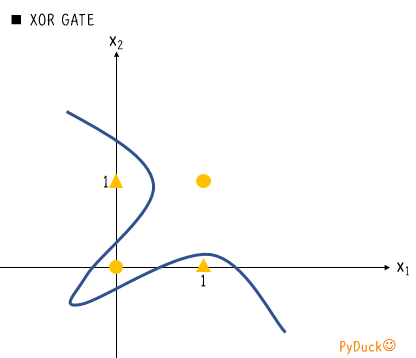 ■ XOR GATE
x₂
1
x₁
1
PyDuck☺